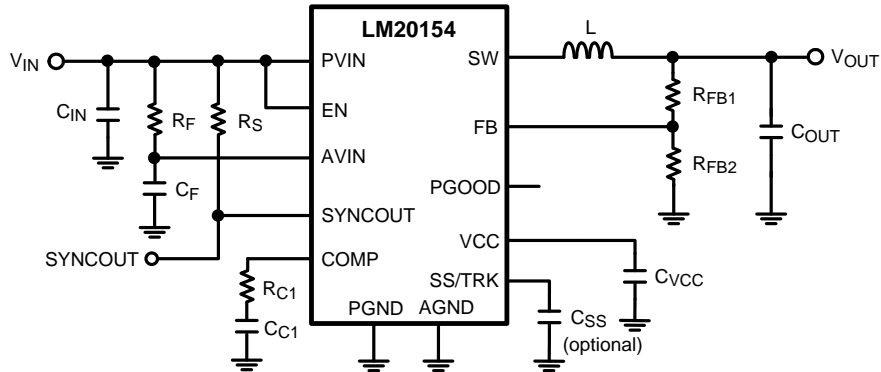 LM20154
L
VIN
PVIN
SW
VOUT
CIN
RF
RS
EN
RFB1
FB
COUT
AVIN
RFB2
CF
PGOOD
SYNCOUT
VCC
SYNCOUT
COMP
SS/TRK
CVCC
RC1
PGND
AGND
CC1
CSS
(optional)